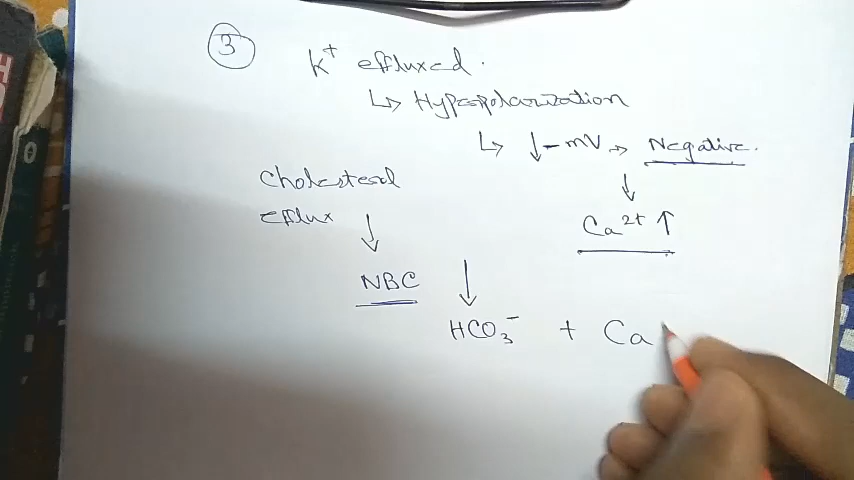 3
K+ effluxed.
↳ Hyperpolarization
↳ ↓ -mV → Negative.
Cholesterol
efflux ↓
↓
Ca2+ ↑
NBC ↓
HCO3- + Ca